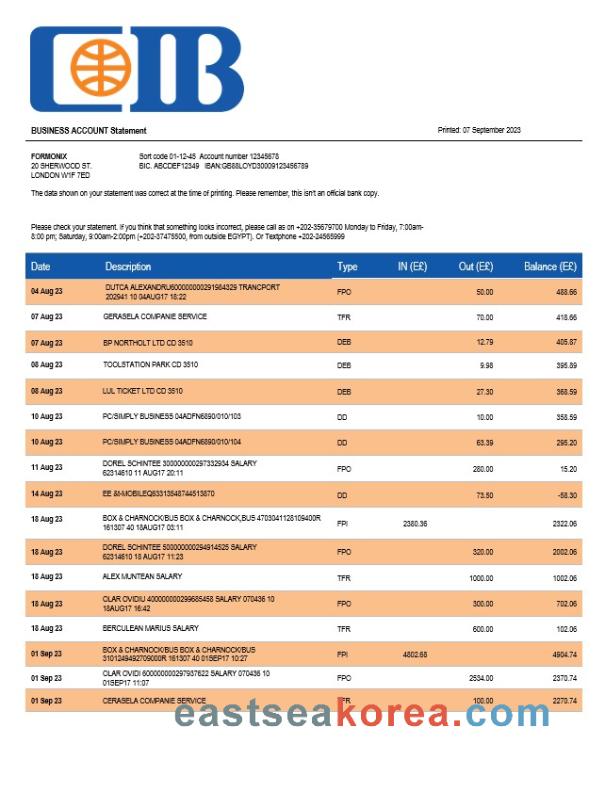 CIB
BUSINESS ACCOUNT Statement Printed: 07 September 2023
FORMONIX Sort code 01-12-45 Account number 12345678
20 SHERWOOD ST. BIC. ABCDEF12349 IBAN:GB88LOYD30009123456789
LONDON W1F 7ED
The data shown on your statement was correct at the time of printing. Please remember, this isn't an official bank copy.
Please check your statement. If you think that something looks incorrect, please call as on +202-35679700 Monday to Friday, 7:00am-
8:00 pm; Saturday, 9:00am-2:00pm (+202-37475500, from outside EGYPT). Or Textphone +202-24565999
Date Description Type IN (E£) Out (E£) Balance (E£)
04 Aug 23 DUTCA ALEXANDRU600000000291984329 TRANCPORT
202941 10 04AUG17 18:22 FPO 50.00 488.66
07 Aug 23 GERASELA COMPANIE SERVICE TFR 70.00 418.66
07 Aug 23 BP NORTHOLT LTD CD 3510 DEB 12.79 405.87
08 Aug 23 TOOLSTATION PARK CD 3510 DEB 9.98 395.89
08 Aug 23 LUL TICKET LTD CD 3510 DEB 27.30 368.59
10 Aug 23 PC/SIMPLY BUSINESS 04ADFN6890/010/103 DD 10.00 358.59
10 Aug 23 PC/SIMPLY BUSINESS 04ADFN6890/010/104 DD 63.39 295.20
11 Aug 23 DOREL SCHINTEE 300000000297332934 SALARY
62314610 11 AUG17 20:11 FPO 280.00 15.20
14 Aug 23 EE &t-MOBILEQ63313548744513870 DD 73.50 -58.30
18 Aug 23 BOX & CHARNOCK/BUS BOX & CHARNOCK,BUS 4703041128109400R
161307 40 18AUG17 03:11 FPI 2380.36 2322.06
18 Aug 23 DOREL SCHINTEE 500000000294914525 SALARY
62314610 18 AUG17 11:23 FPO 320.00 2002.06
18 Aug 23 ALEX MUNTEAN SALARY TFR 1000.00 1002.06
18 Aug 23 CLAR OVIDIU 400000000299685458 SALARY 070436 10
18AUG17 16:42 FPO 300.00 702.06
18 Aug 23 BERCULEAN MARIUS SALARY TFR 600.00 102.06
01 Sep 23 BOX & CHARNOCK/BUS BOX & CHARNOCK/BUS
3101249492709000R 161307 40 01SEP17 10:27 FPI 4802.68 4904.74
01 Sep 23 CLAR OVIDI 600000000297937622 SALARY 070436 10
01SEP17 11:07 FPO 2534.00 2370.74
01 Sep 23 CERASELA COMPANIE SERVICE TFR 100.00 2270.74
eastseakorea.com